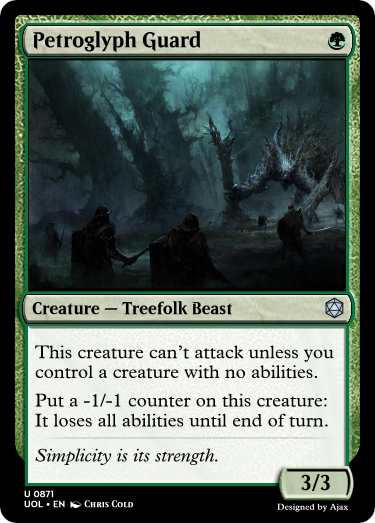 Petroglyph Guard
Creature — Treefolk Beast
This creature can't attack unless you
control a creature with no abilities.
Put a -1/-1 counter on this creature:
It loses all abilities until end of turn.
Simplicity is its strength.
3/3
U 0871
UOL • EN Chris Cold
Designed by Ajax